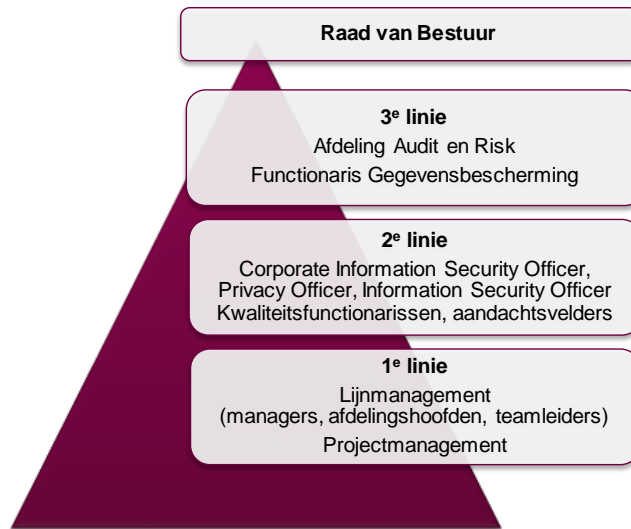 Raad van Bestuur
3e linie
Afdeling Audit en Risk
Functionaris Gegevensbescherming
2e linie
Corporate Information Security Officer,
Privacy Officer, Information Security Officer
Kwaliteitsfunctionarissen, aandachtsvelders
1e linie
Lijnmanagement
(managers, afdelingshoofden, teamleiders)
Projectmanagement